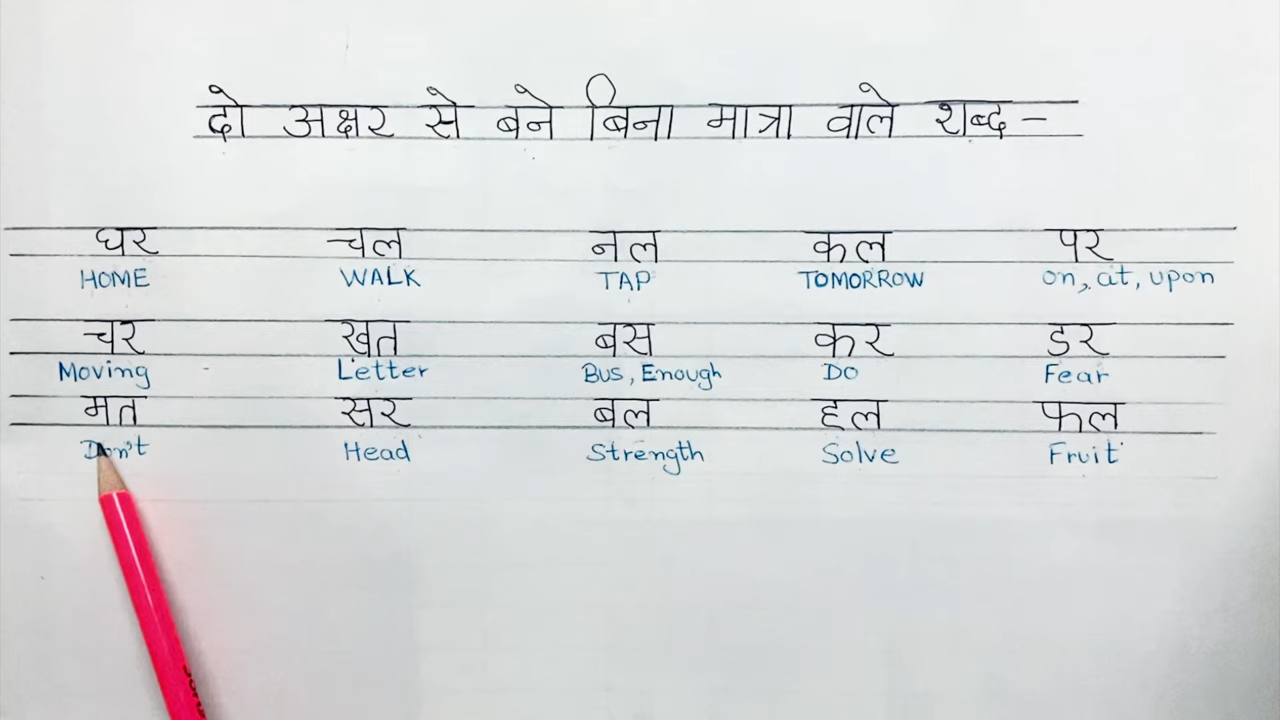 दो अक्षर से बने बिना मात्रा वाले शब्द -
घर चल नल कल पर
HOME WALK TAP TOMORROW on, at, upon
चर खत बस कर डर
Moving Letter Bus, Enough DO Fear
मत सर बल हल फल
Don't Head Strength Solve Fruit